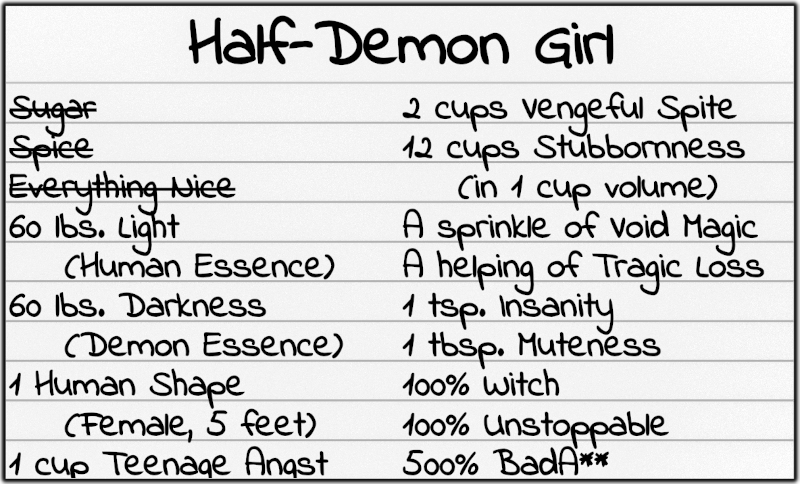 Half-Demon Girl
Sugar
Spice
Everything Nice
60 lbs. Light
(Human Essence)
60 lbs. Darkness
(Demon Essence)
1 Human Shape
(Female, 5 feet)
1 cup Teenage Angst
2 cups Vengeful Spite
12 cups Stubbornness
(in 1 cup volume)
A sprinkle of Void Magic
A helping of Tragic Loss
1 tsp. Insanity
1 tbsp. Muteness
100% Witch
100% Unstoppable
500% BadA**